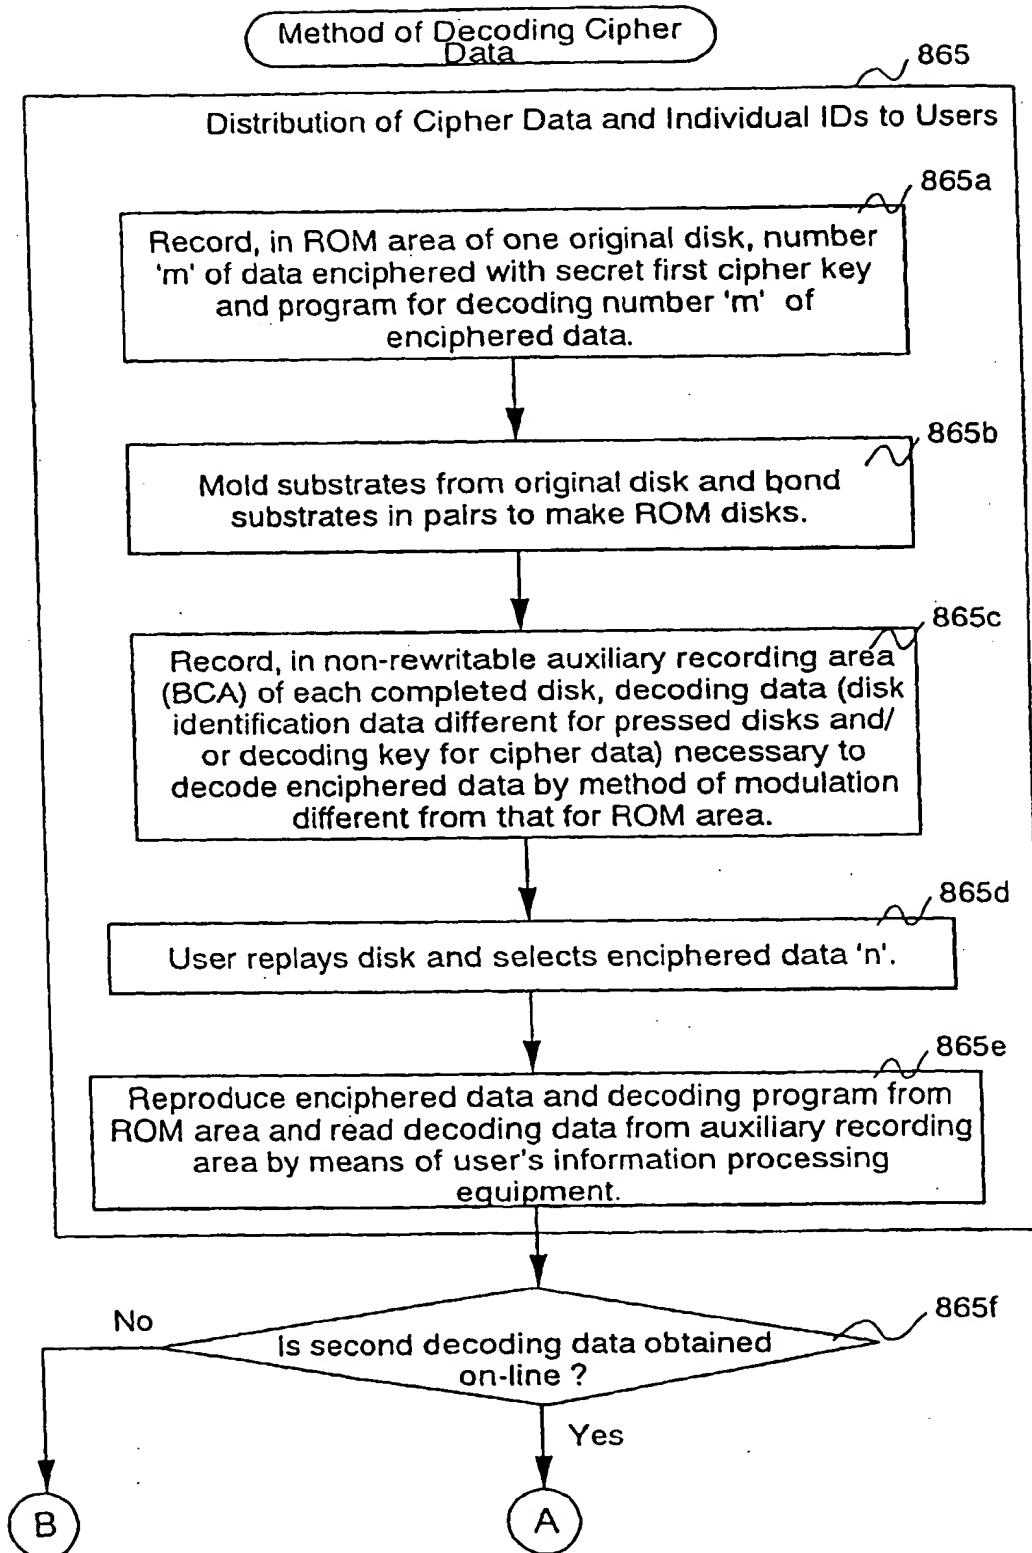 Method of Decoding Cipher
Data
865
Distribution of Cipher Data and Individual IDs to Users
865a
Record, in ROM area of one original disk, number
'm' of data enciphered with secret first cipher key
and program for decoding number 'm' of
enciphered data.
865b
Mold substrates from original disk and bond
substrates in pairs to make ROM disks.
865c
Record, in non-rewritable auxiliary recording area
(BCA) of each completed disk, decoding data (disk
identification data different for pressed disks and/
or decoding key for cipher data) necessary to
decode enciphered data by method of modulation
different from that for ROM area.
865d
User replays disk and selects enciphered data 'n'.
865e
Reproduce enciphered data and decoding program from
ROM area and read decoding data from auxiliary recording
area by means of user's information processing
equipment.
865f
No
Is second decoding data obtained
on-line ?
Yes
B
A